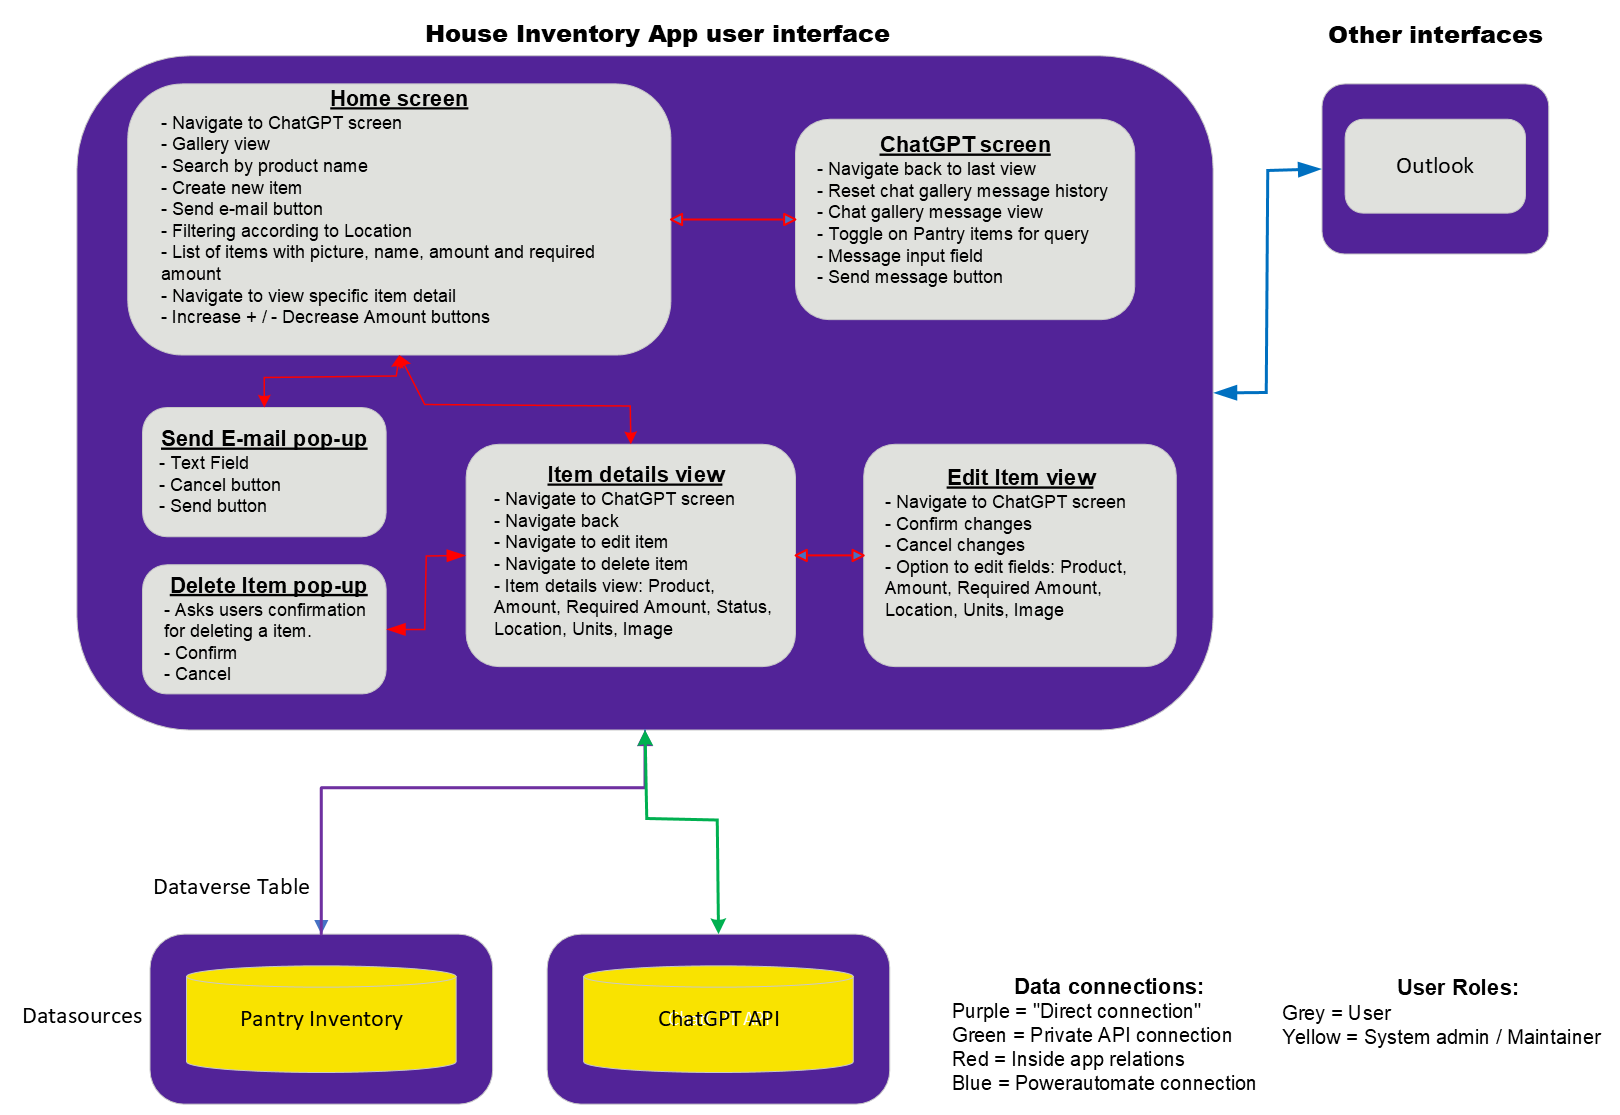 House Inventory App user interface
Other interfaces
Home screen
- Navigate to ChatGPT screen
- Gallery view
- Search by product name
- Create new item
- Send e-mail button
- Filtering according to Location
- List of items with picture, name, amount and required
amount
- Navigate to view specific item detail
- Increase + / - Decrease Amount buttons
ChatGPT screen
- Navigate back to last view
- Reset chat gallery message history
- Chat gallery message view
- Toggle on Pantry items for query
- Message input field
- Send message button
Outlook
Send E-mail pop-up
- Text Field
- Cancel button
- Send button
Item details view
- Navigate to ChatGPT screen
- Navigate back
- Navigate to edit item
- Navigate to delete item
- Item details view: Product,
Amount, Required Amount, Status,
Location, Units, Image
Edit Item view
- Navigate to ChatGPT screen
- Confirm changes
- Cancel changes
- Option to edit fields: Product,
Amount, Required Amount,
Location, Units, Image
Delete Item pop-up
- Asks users confirmation
for deleting a item.
- Confirm
- Cancel
Dataverse Table
Datasources
Pantry Inventory
ChatGPT API
Data connections:
Purple = "Direct connection"
Green = Private API connection
Red = Inside app relations
Blue = Powerautomate connection
User Roles:
Grey = User
Yellow = System admin / Maintainer